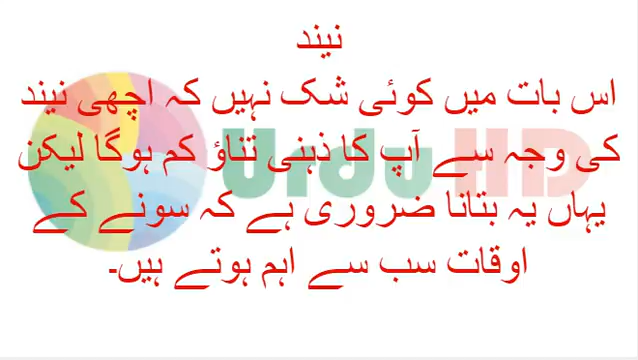 نیند
اس بات میں کوئی شک نہیں کہ اچھی نیند
کی وجہ سے آپ کا ذہنی تناؤ کم ہوگا لیکن
یہاں یہ بتانا ضروری ہے کہ سونے کے
اوقات سب سے اہم ہوتے ہیں۔
Urdu HD